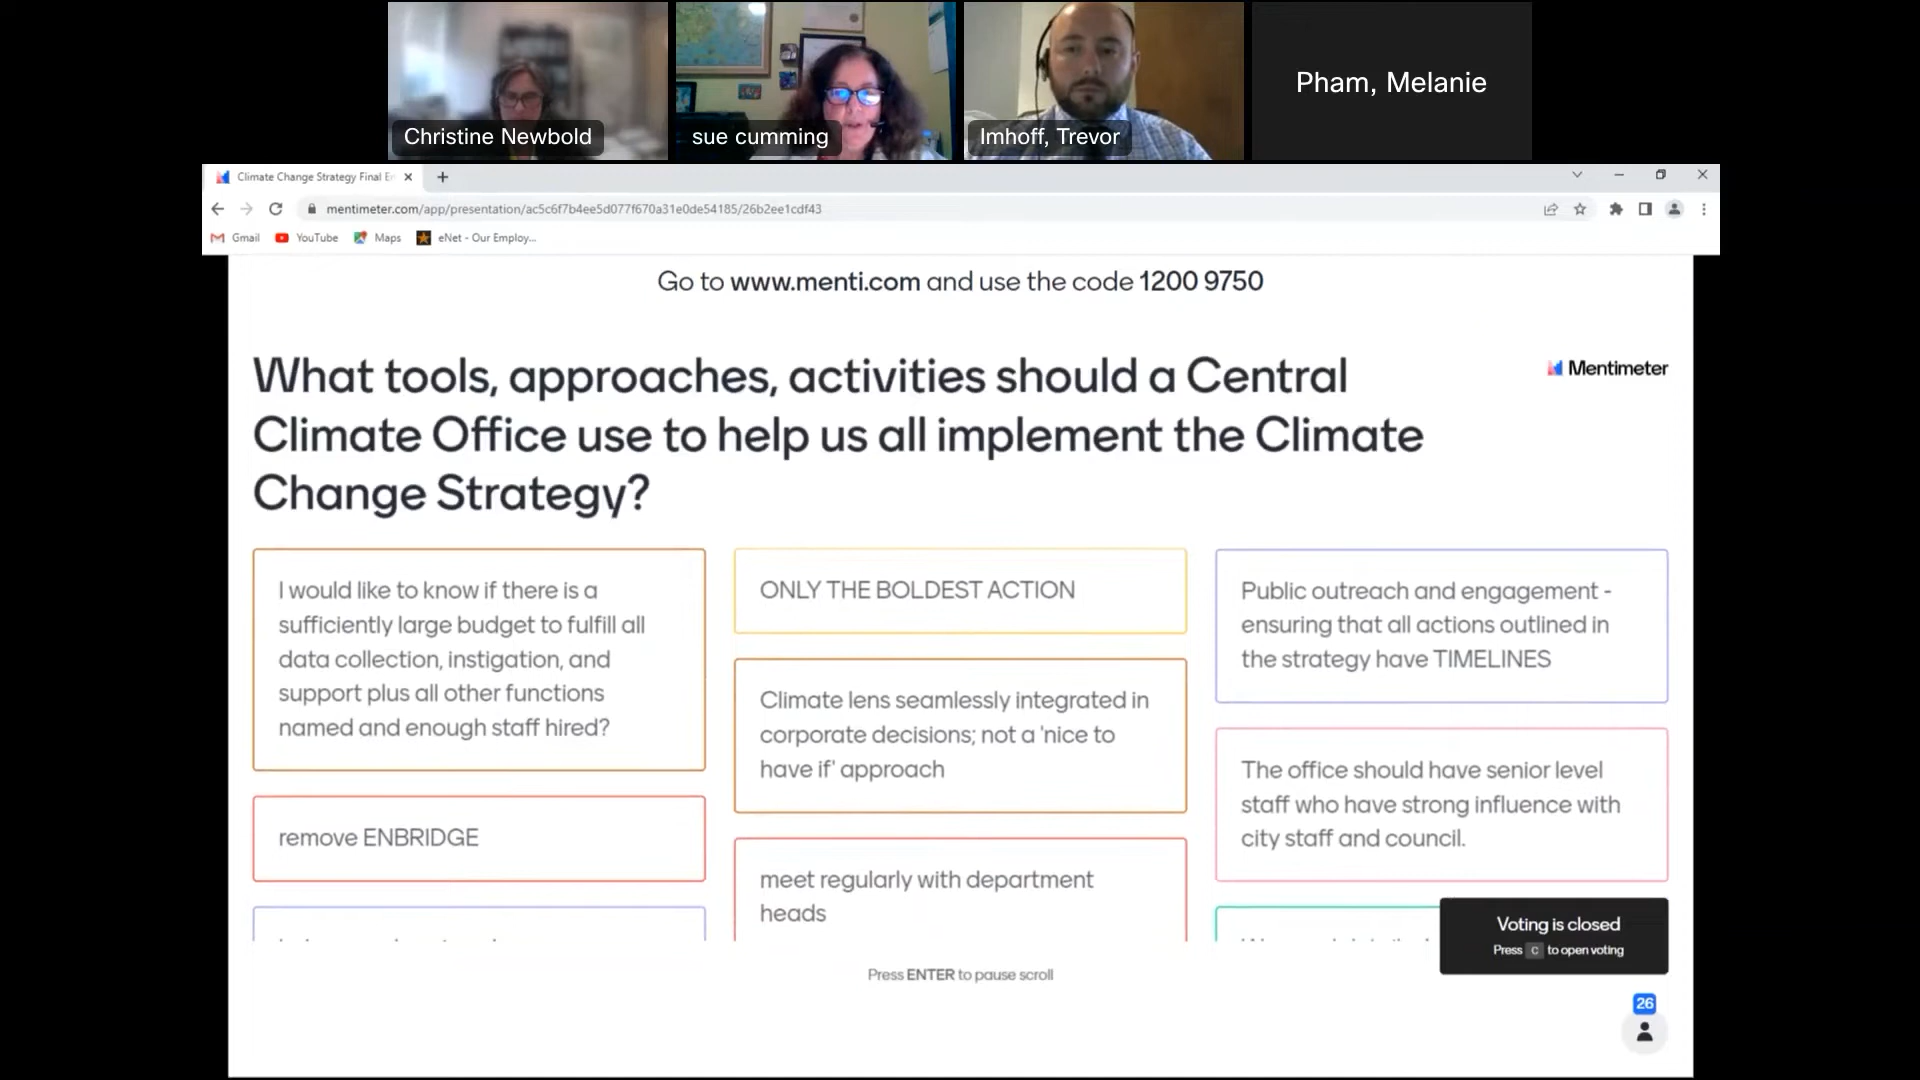 Christine Newbold
sue cumming
Imhoff, Trevor
Pham, Melanie
Climate Change Strategy Final
mentimeter.com/app/presentation/ac5c6f7b4ee5d077f670a31e0de54185/26b2ee1cdf43
Gmail
YouTube
Maps
eNet - Our Employ...
Go to www.menti.com and use the code 1200 9750
What tools, approaches, activities should a Central
Climate Office use to help us all implement the Climate
Change Strategy?
Mentimeter
I would like to know if there is a
sufficiently large budget to fulfill all
data collection, instigation, and
support plus all other functions
named and enough staff hired?
remove ENBRIDGE
ONLY THE BOLDEST ACTION
Climate lens seamlessly integrated in
corporate decisions; not a 'nice to
have if' approach
meet regularly with department
heads
Public outreach and engagement -
ensuring that all actions outlined in
the strategy have TIMELINES
The office should have senior level
staff who have strong influence with
city staff and council.
Voting is closed
Press C to open voting
Press ENTER to pause scroll
26